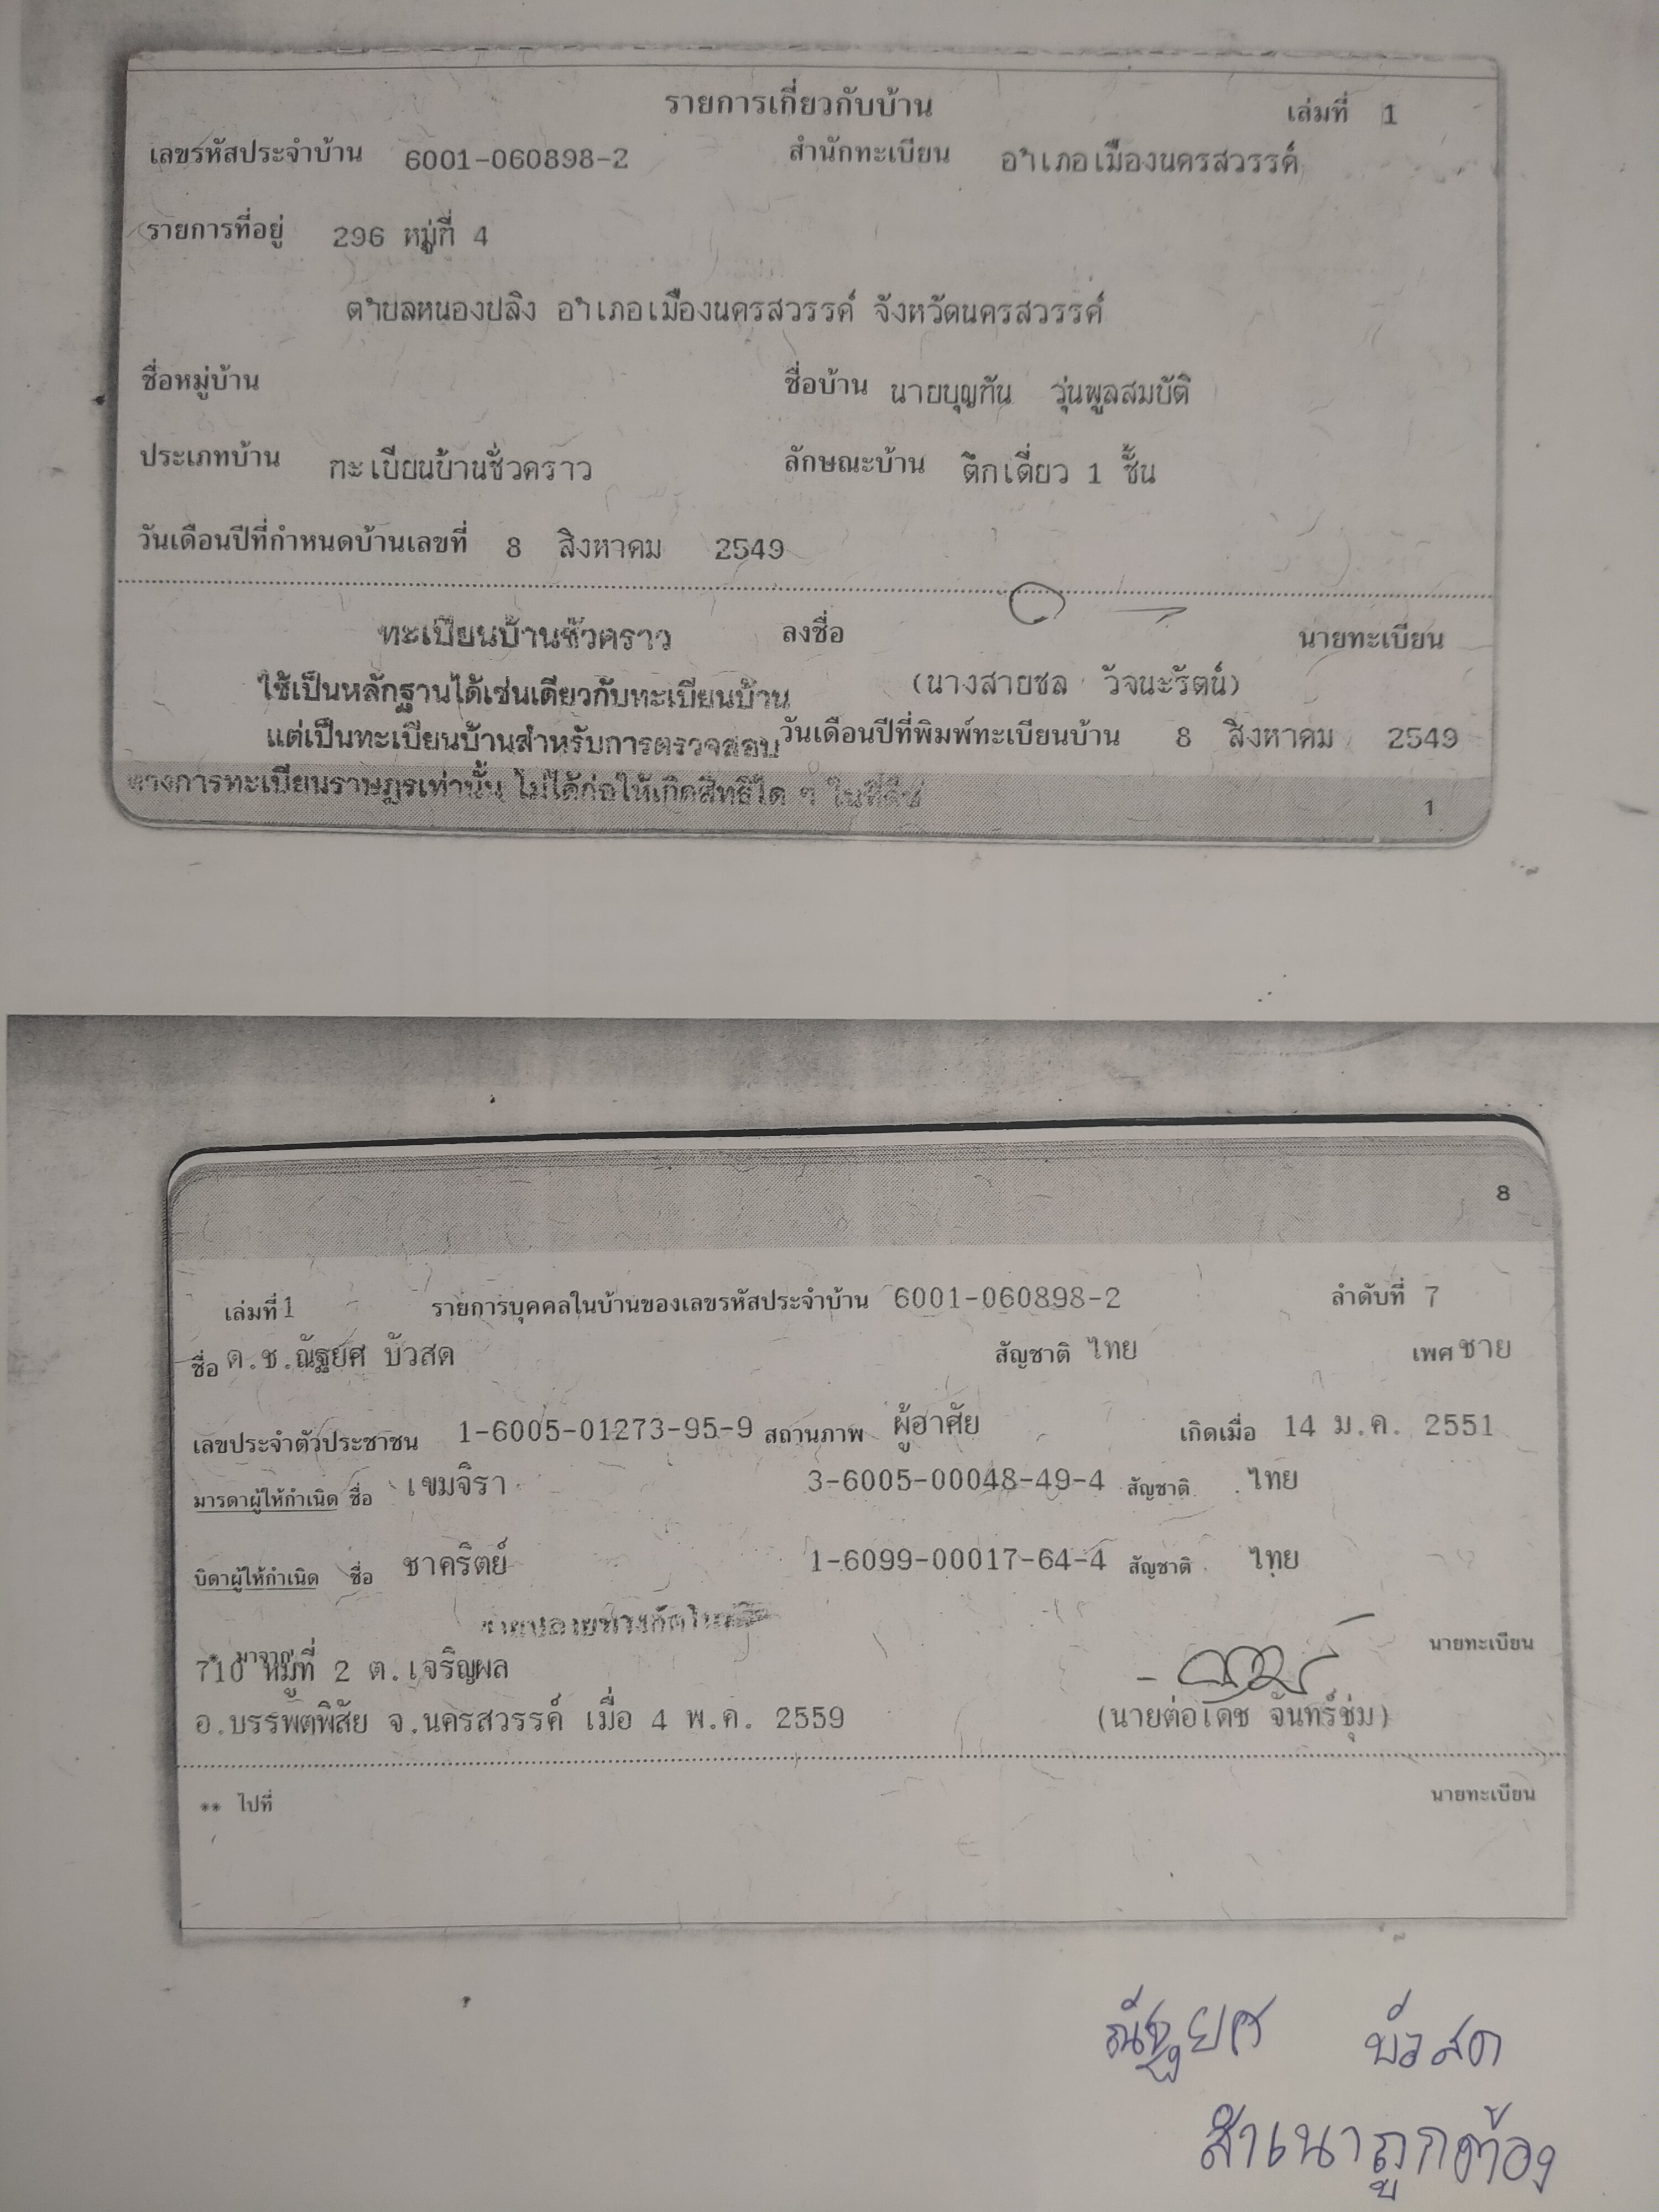 รายการเกี่ยวกับบ้าน เล่มที่ 1
เลขรหัสประจำบ้าน 6001-060898-2 สำนักทะเบียน อำเภอเมืองนครสวรรค์
รายการที่อยู่ 296 หมู่ที่ 4
ตำบลหนองปลิง อำเภอเมืองนครสวรรค์ จังหวัดนครสวรรค์
ชื่อหมู่บ้าน ชื่อบ้าน นายบุญทัน วุ่นพูลสมบัติ
ประเภทบ้าน ทะเบียนบ้านชั่วคราว ลักษณะบ้าน ตึกเดี่ยว 1 ชั้น
วันเดือนปีที่กำหนดบ้านเลขที่ 8 สิงหาคม 2549
ทะเบียนบ้านชั่วคราว ลงชื่อ นายทะเบียน
ใช้เป็นหลักฐานได้เช่นเดียวกับทะเบียนบ้าน (นางสายชล วัจนะรัตน์)
แต่เป็นทะเบียนบ้านสำหรับการตรวจสอบ วันเดือนปีที่พิมพ์ทะเบียนบ้าน 8 สิงหาคม 2549
ทางการทะเบียนราษฎรเท่านั้น ไม่ได้ก่อให้เกิดสิทธิใด ๆ ในที่ดิน
1
8
เล่มที่ 1 รายการบุคคลในบ้านของเลขรหัสประจำบ้าน 6001-060898-2 ลำดับที่ 7
ชื่อ ด.ช.ณัฐยศ บัวสด สัญชาติ ไทย เพศ ชาย
เลขประจำตัวประชาชน 1-6005-01273-95-9 สถานภาพ ผู้อาศัย เกิดเมื่อ 14 ม.ค. 2551
มารดาผู้ให้กำเนิด ชื่อ เขมจิรา 3-6005-00048-49-4 สัญชาติ ไทย
บิดาผู้ให้กำเนิด ชื่อ ชาคริตย์ 1-6099-00017-64-4 สัญชาติ ไทย
* มาจาก นายทะเบียน
710 หมู่ที่ 2 ต.เจริญผล
อ.บรรพตพิสัย จ.นครสวรรค์ เมื่อ 4 พ.ค. 2559 (นายต่อเดช จันทร์ชุ่ม)
** ไปที่ นายทะเบียน
ณัฐยศ บัวสด
สำเนาถูกต้อง